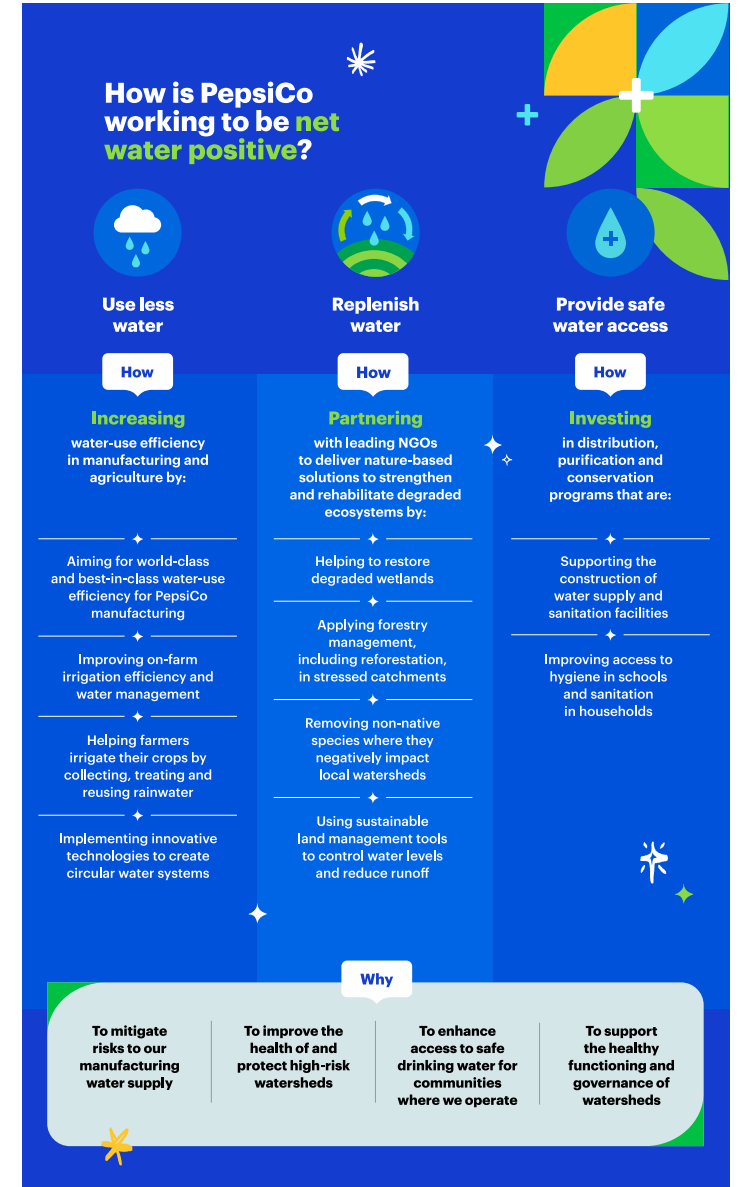 How is PepsiCo
working to be net
water positive?
Use less
water
How
Increasing
water-use efficiency
in manufacturing and
agriculture by:
Aiming for world-class
and best-in-class water-use
efficiency for PepsiCo
manufacturing
Improving on-farm
irrigation efficiency and
water management
Helping farmers
irrigate their crops by
collecting, treating and
reusing rainwater
Implementing innovative
technologies to create
circular water systems
Replenish
water
How
Partnering
with leading NGOs
to deliver nature-based
solutions to strengthen
and rehabilitate degraded
ecosystems by:
Helping to restore
degraded wetlands
Applying forestry
management,
including reforestation,
in stressed catchments
Removing non-native
species where they
negatively impact
local watersheds
Using sustainable
land management tools
to control water levels
and reduce runoff
Provide safe
water access
How
Investing
in distribution,
purification and
conservation
programs that are:
Supporting the
construction of
water supply and
sanitation facilities
Improving access to
hygiene in schools
and sanitation
in households
Why
To mitigate
risks to our
manufacturing
water supply
To improve the
health of and
protect high-risk
watersheds
To enhance
access to safe
drinking water for
communities
where we operate
To support
the healthy
functioning and
governance of
watersheds